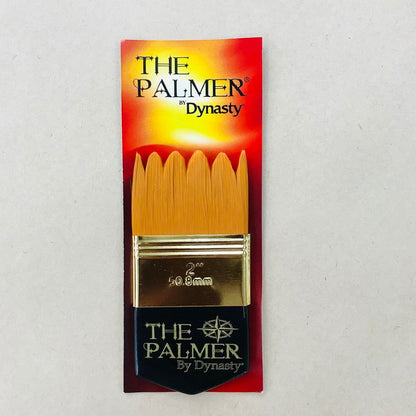 THE
PALMER®
BY Dynasty®
2"
50.8mm
THE
PALMER
By Dynasty